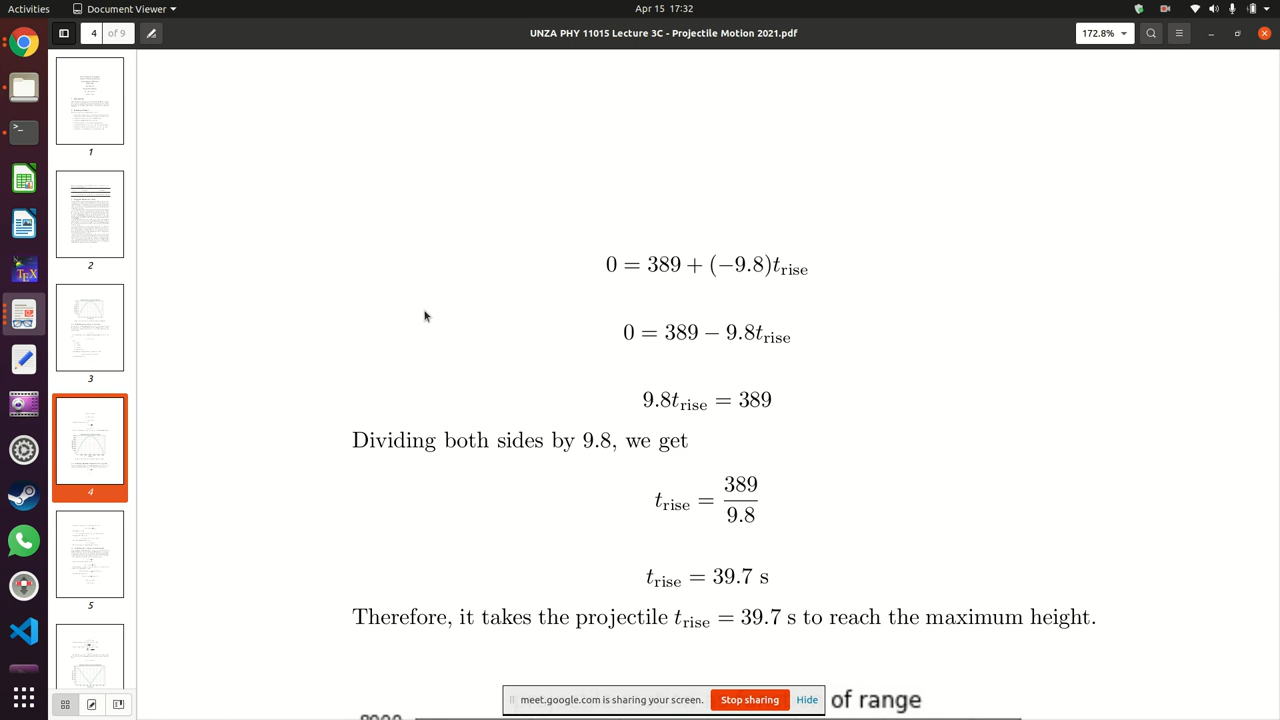 Activities
Document Viewer
Apr 15 17:32
4 of 9
UNZA PHY 11015 Lecture 3C - Projectile Motion 2021.pdf
172.8%
1
2
3
4
5
0 = 389 + (−9.8)t_rise
0 = 389 − 9.8t_rise
9.8t_rise = 389
Dividing both sides by 9.8, we get
t_rise = 389/9.8
t_rise = 39.7 s
Therefore, it takes the projectile t_rise = 39.7 s to reach the maximum height.
meet.google.com is sharing your screen.
Stop sharing
Hide
of range